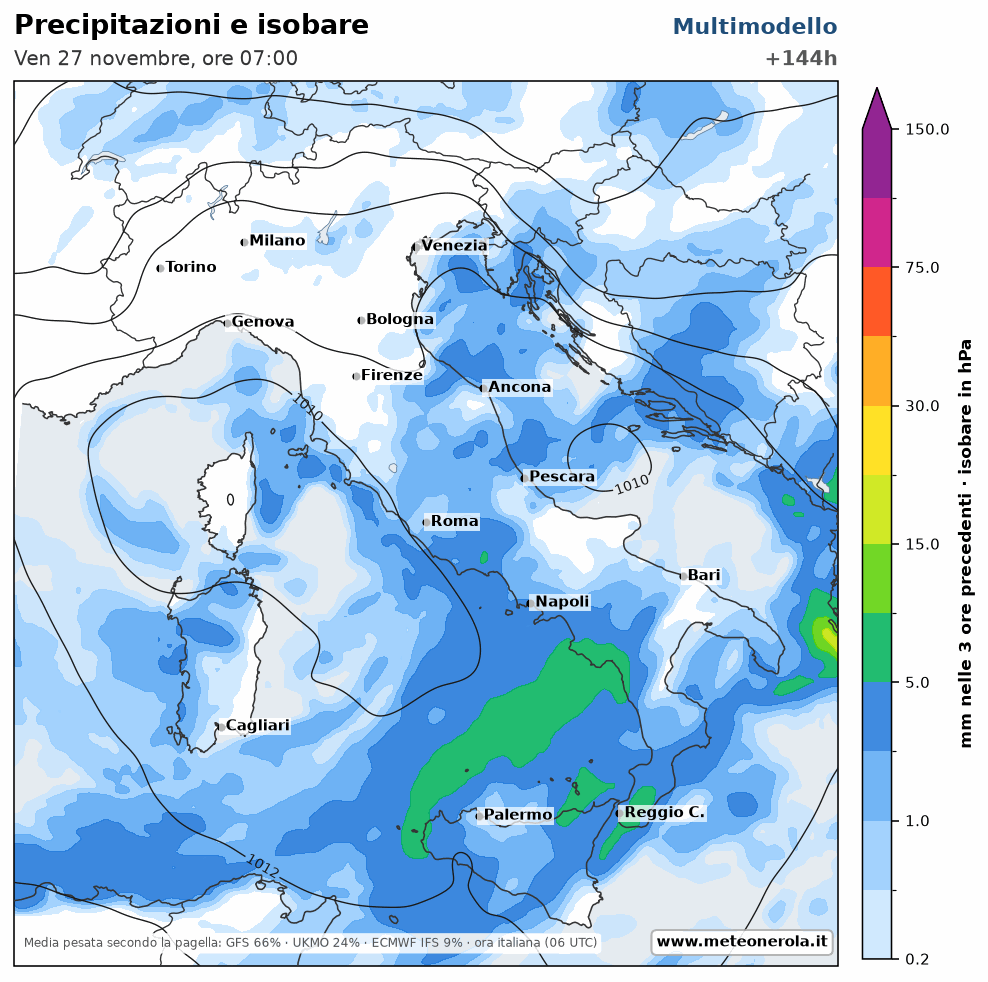 Precipitazioni e isobare
Multimodello
Ven 27 novembre, ore 07:00
+144h
150.0
Milano
Venezia
Torino
75.0
Genova
Bologna
Firenze
Ancona
1010
30.0
Pescara
1010
Roma
15.0
Bari
Napoli
5.0
Cagliari
Palermo
Reggio C.
1.0
1012
0.2
mm nelle 3 ore precedenti · isobare in hPa
Media pesata secondo la pagella: GFS 66% · UKMO 24% · ECMWF IFS 9% · ora italiana (06 UTC)
www.meteonerola.it